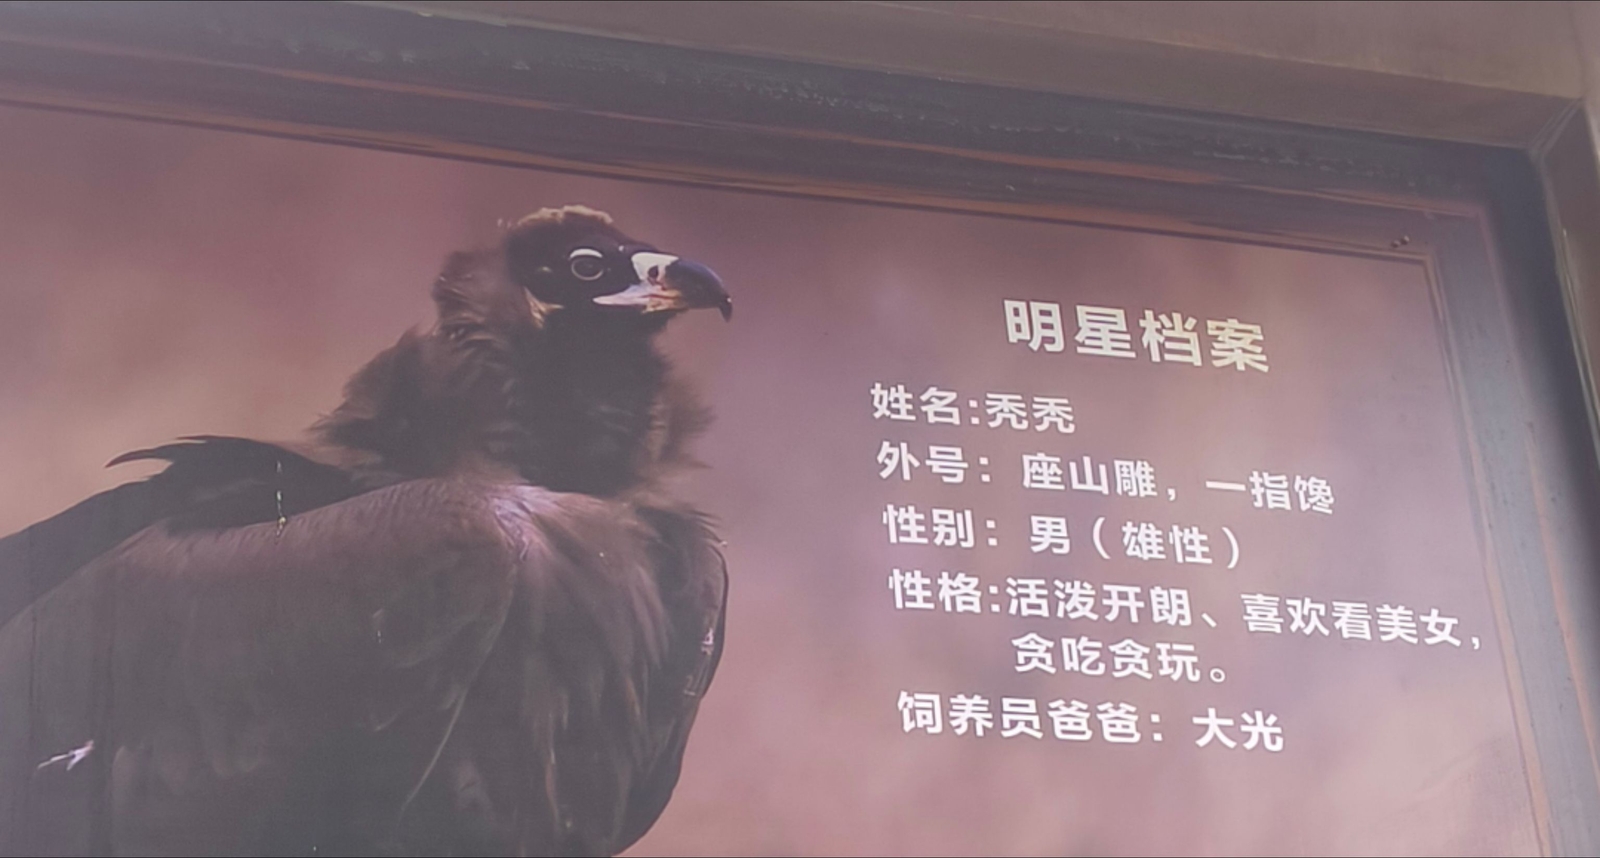 明星档案
姓名:秃秃
外号：座山雕，一指馋
性别：男（雄性）
性格:活泼开朗、喜欢看美女，
贪吃贪玩。
饲养员爸爸：大光